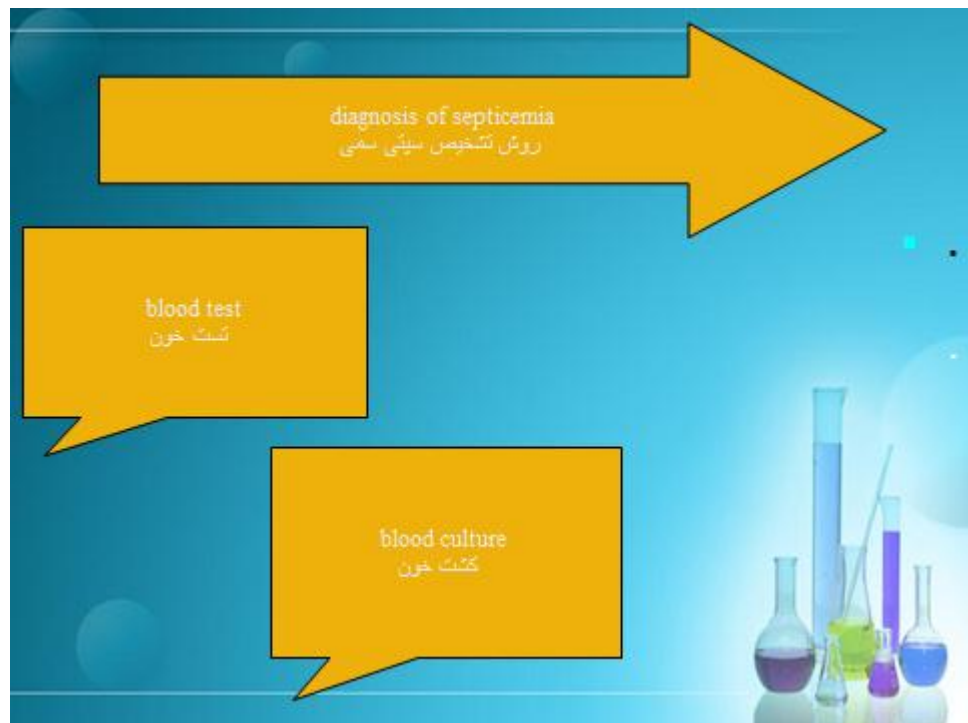 diagnosis of septicemia
روش تشخیص سپتی سمی
blood test
تست خون
blood culture
کشت خون